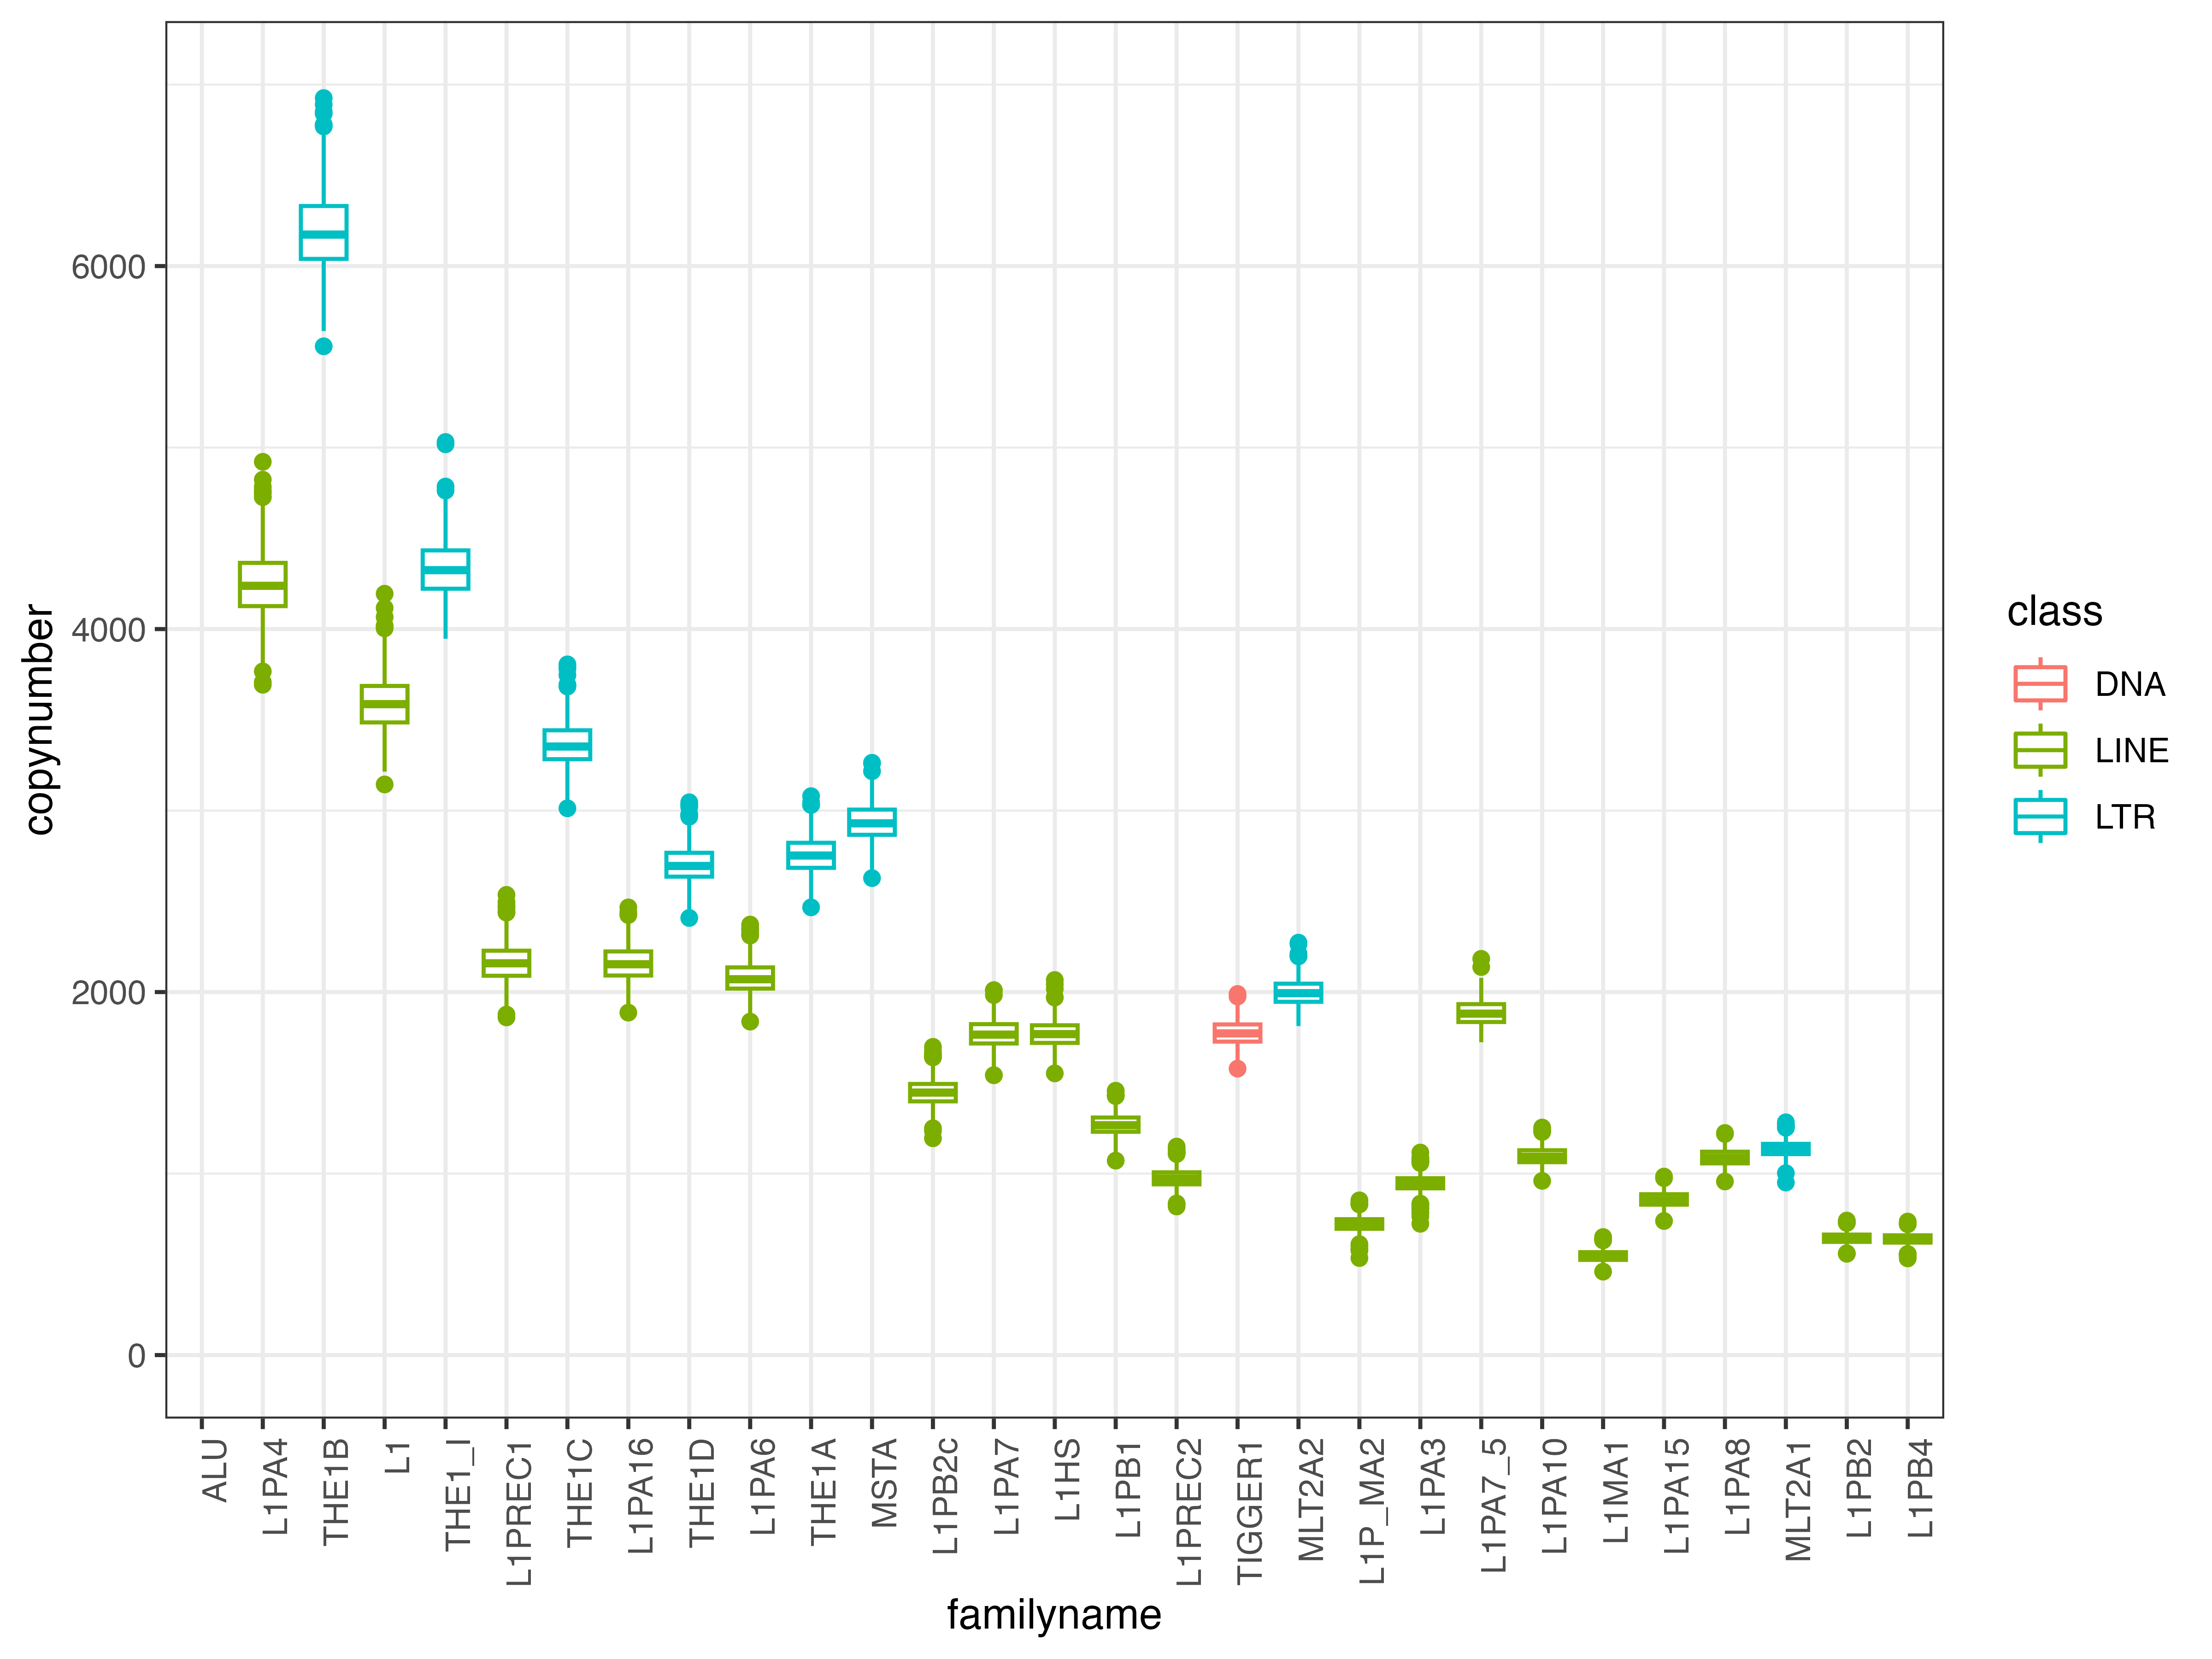 copynumber
6000
4000
2000
0
ALU
L1PA4
THE1B
L1
THE1_I
L1PREC1
THE1C
L1PA16
THE1D
L1PA6
THE1A
MSTA
L1PB2c
L1PA7
L1HS
L1PB1
L1PREC2
TIGGER1
MLT2A2
L1P_MA2
L1PA3
L1PA7_5
L1PA10
L1MA1
L1PA15
L1PA8
MLT2A1
L1PB2
L1PB4
familyname
class
DNA
LINE
LTR